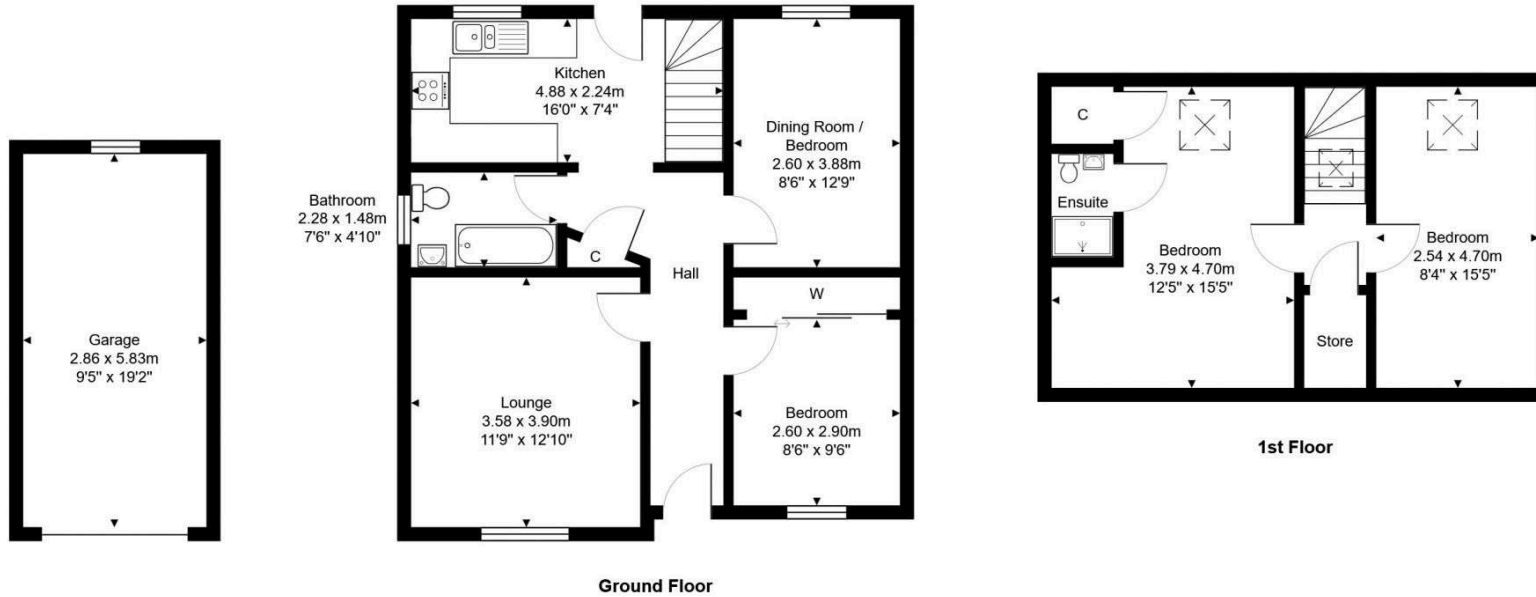 Garage
2.86 x 5.83m
9'5" x 19'2"
Kitchen
4.88 x 2.24m
16'0" x 7'4"
Dining Room /
Bedroom
2.60 x 3.88m
8'6" x 12'9"
Bathroom
2.28 x 1.48m
7'6" x 4'10"
C
Hall
W
Lounge
3.58 x 3.90m
11'9" x 12'10"
Bedroom
2.60 x 2.90m
8'6" x 9'6"
Ground Floor
C
Ensuite
Bedroom
3.79 x 4.70m
12'5" x 15'5"
Bedroom
2.54 x 4.70m
8'4" x 15'5"
Store
1st Floor